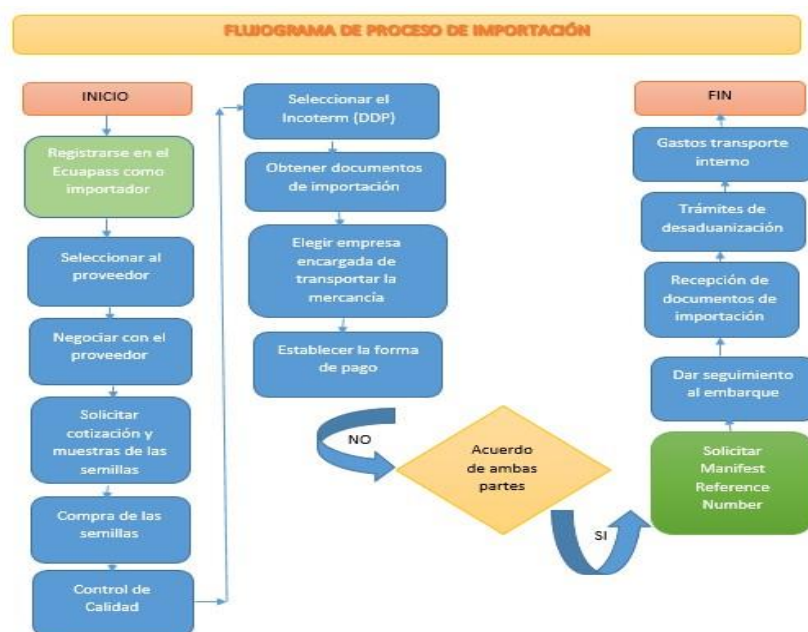 FLUJOGRAMA DE PROCESO DE IMPORTACIÓN
INICIO
Registrarse en el
Ecuapass como
importador
Seleccionar al
proveedor
Negociar con el
proveedor
Solicitar
cotización y
muestras de las
semillas
Compra de las
semillas
Control de
Calidad
Seleccionar el
Incoterm (DDP)
Obtener documentos
de importación
Elegir empresa
encargada de
transportar la
mercancía
Establecer la forma
de pago
NO
Acuerdo
de ambas
partes
SI
Solicitar
Manifest
Reference
Number
Dar seguimiento
al embarque
Recepción de
documentos de
importación
Trámites de
desaduanización
Gastos transporte
interno
FIN